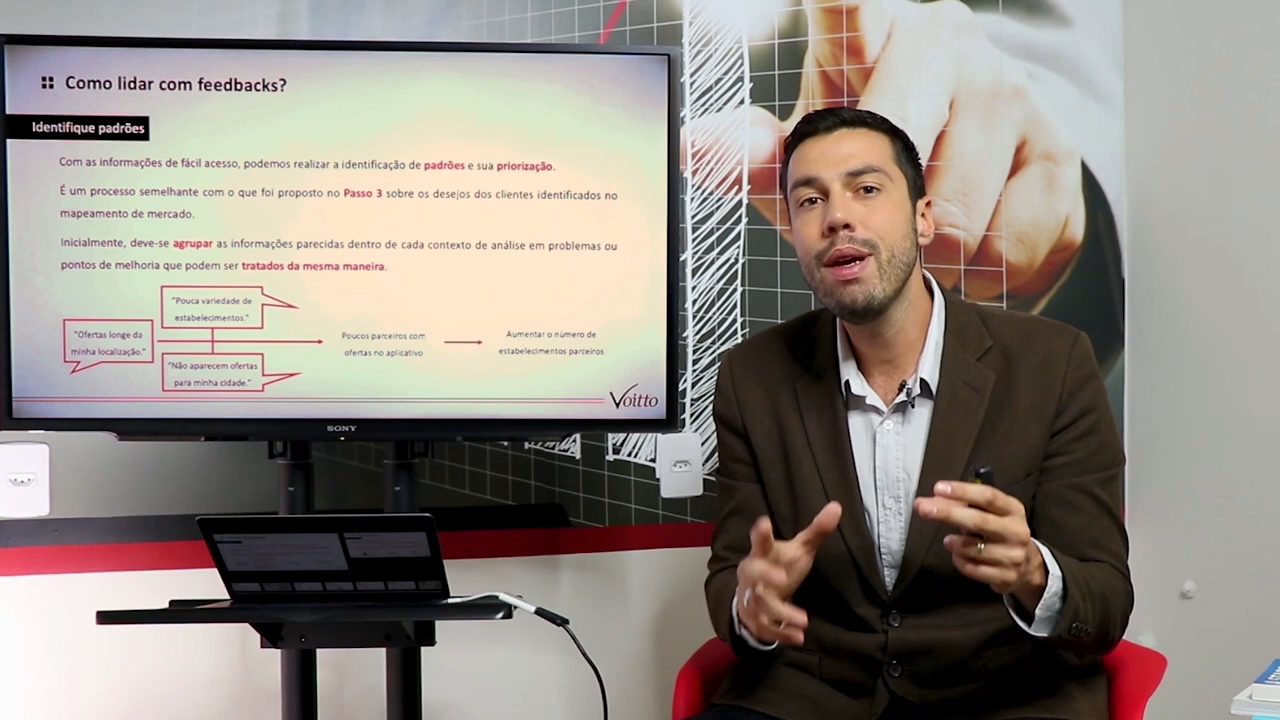 Como lidar com feedbacks?
Identifique padrões
Com as informações de fácil acesso, podemos realizar a identificação de padrões e sua priorização.
É um processo semelhante com o que foi proposto no Passo 3 sobre os desejos dos clientes identificados no
mapeamento de mercado.
Inicialmente, deve-se agrupar as informações parecidas dentro de cada contexto de análise em problemas ou
pontos de melhoria que podem ser tratados da mesma maneira.
"Pouca variedade de
estabelecimentos."
"Ofertas longe da
minha localização."
"Não aparecem ofertas
para minha cidade."
Poucos parceiros com
ofertas no aplicativo
Aumentar o número de
estabelecimentos parceiros
Voitto
SONY